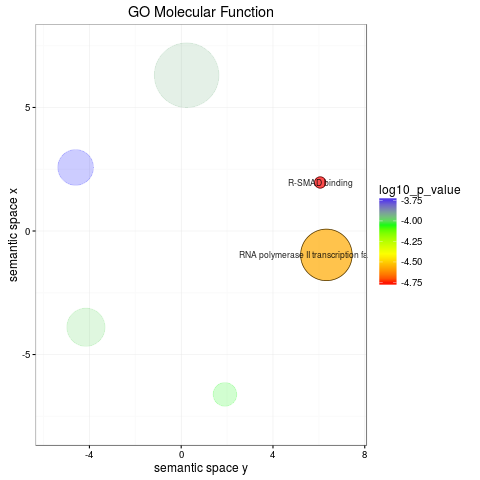 GO Molecular Function
semantic space x
5
0
-5
R-SMAD binding
RNA polymerase II transcription fa
-4
0
4
8
semantic space y
log10_p_value
-3.75
-4.00
-4.25
-4.50
-4.75